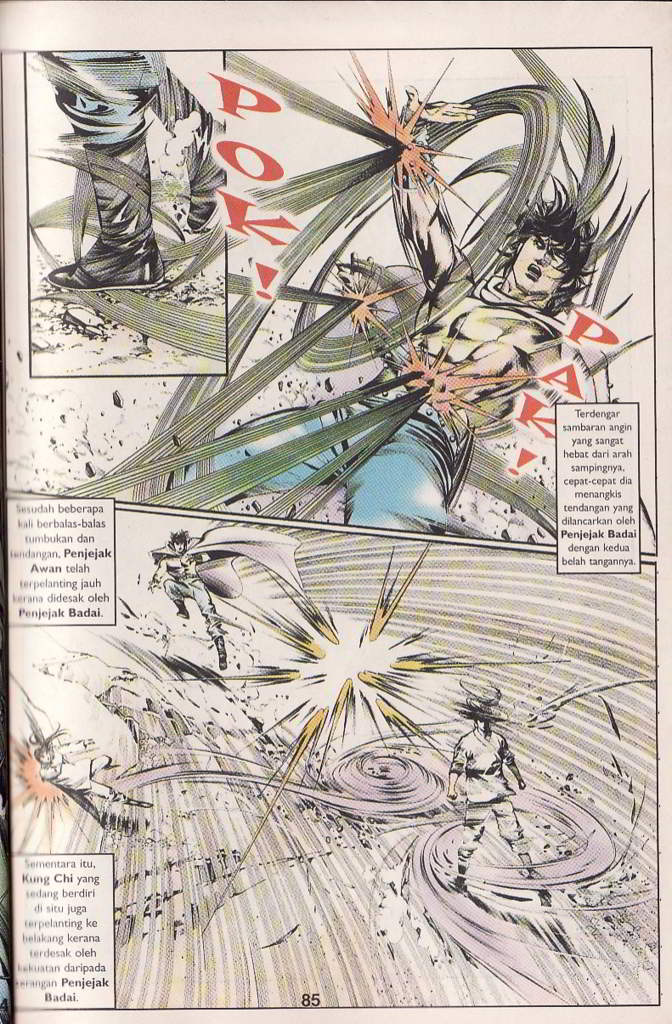 POK!
PAK!
Terdengar
sambaran angin
yang sangat
hebat dari arah
sampingnya,
cepat-cepat dia
menangkis
tendangan yang
dilancarkan oleh
Penjejak Badai
dengan kedua
belah tangannya.
Sesudah beberapa
kali berbalas-balas
tumbukan dan
tendangan, Penjejak
Awan telah
terpelanting jauh
kerana didesak oleh
Penjejak Badai.
Sementara itu,
Kung Chi yang
sedang berdiri
di situ juga
terpelanting ke
belakang kerana
terdesak oleh
kekuatan daripada
serangan Penjejak
Badai.
85